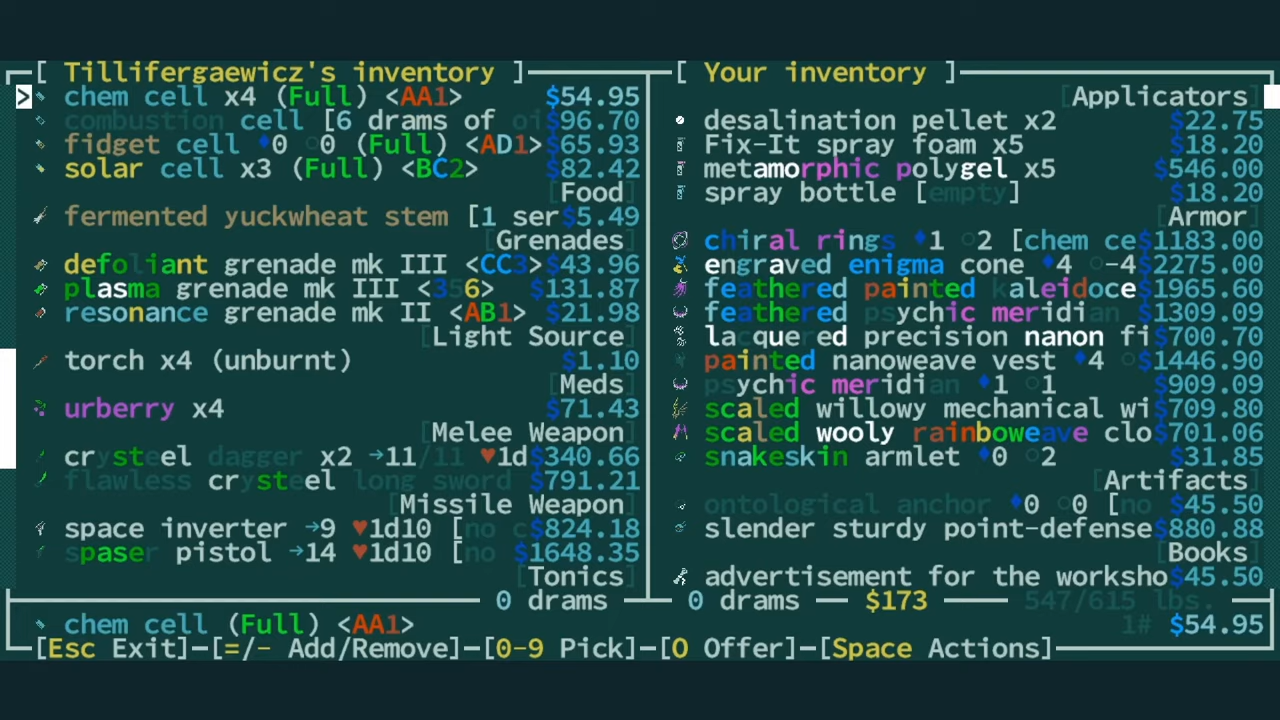 [ Tillifergaewicz's inventory ]
> chem cell x4 (Full) <AA1> $54.95
combustion cell [6 drams of oi $96.70
fidget cell ♦0 ○0 (Full) <AD1> $65.93
solar cell x3 (Full) <BC2> $82.42
[Food]
fermented yuckwheat stem [1 ser $5.49
[Grenades]
defoliant grenade mk III <CC3> $43.96
plasma grenade mk III <356> $131.87
resonance grenade mk II <AB1> $21.98
[Light Source]
torch x4 (unburnt) $1.10
[Meds]
urberry x4 $71.43
[Melee Weapon]
crysteel dagger x2 →11/11 ♥1d $340.66
flawless crysteel long sword $791.21
[Missile Weapon]
space inverter →9 ♥1d10 [no c $824.18
spaser pistol →14 ♥1d10 [no $1648.35
[Tonics]
0 drams
[ Your inventory ]
[Applicators]
desalination pellet x2 $22.75
Fix-It spray foam x5 $18.20
metamorphic polygel x5 $546.00
spray bottle [empty] $18.20
[Armor]
chiral rings ♦1 ○2 [chem ce $1183.00
engraved enigma cone ♦4 ○-4 $2275.00
feathered painted kaleidoce $1965.60
feathered psychic meridian $1309.09
lacquered precision nanon fi $700.70
painted nanoweave vest ♦4 ○ $1446.90
psychic meridian ♦1 ○1 $909.09
scaled willowy mechanical wi $709.80
scaled wooly rainboweave clo $701.06
snakeskin armlet ♦0 ○2 $31.85
[Artifacts]
ontological anchor ♦0 ○0 [no $45.50
slender sturdy point-defense $880.88
[Books]
advertisement for the worksho $45.50
0 drams — $173 — 547/615 lbs.
chem cell (Full) <AA1> 1# $54.95
[Esc Exit]—[=/- Add/Remove]—[0-9 Pick]—[O Offer]—[Space Actions]